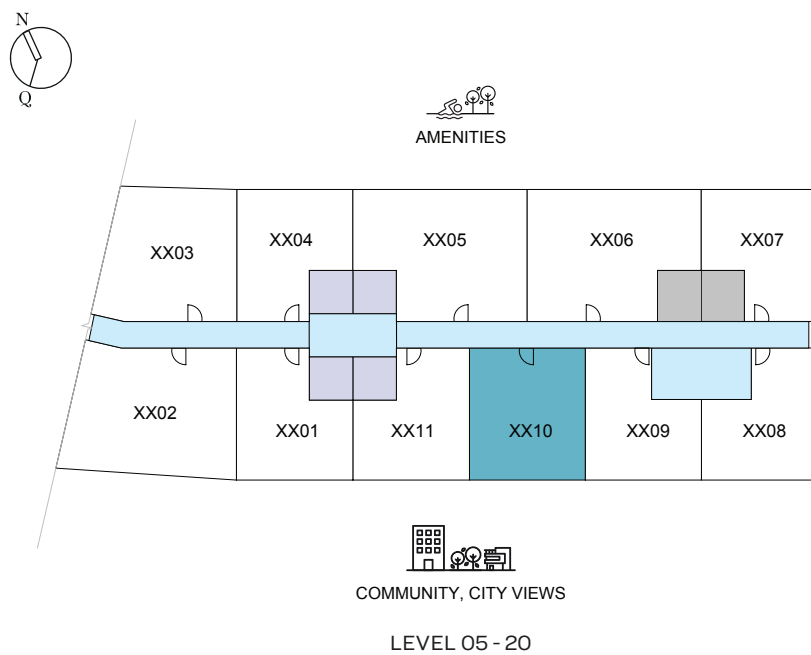 N
Q
AMENITIES
XX03
XX04
XX05
XX06
XX07
XX02
XX01
XX11
XX10
XX09
XX08
COMMUNITY, CITY VIEWS
LEVEL 05 - 20